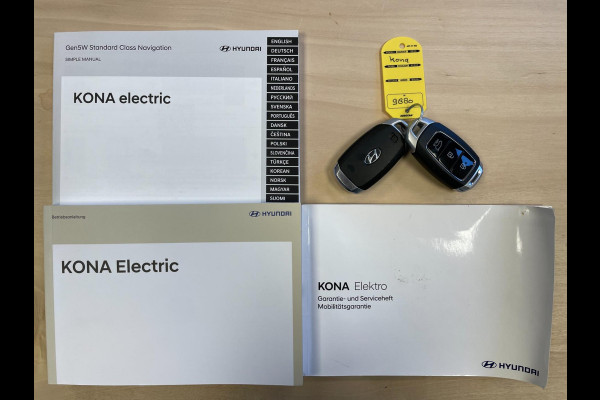 Gen5W Standard Class Navigation
HYUNDAI
SIMPLE MANUAL
KONA electric
ENGLISH
DEUTSCH
FRANÇAIS
ESPAÑOL
ITALIANO
NEDERLANDS
РУССКИЙ
SVENSKA
PORTUGUÊS
DANSK
ČEŠTINA
POLSKI
SLOVENČINA
TÜRKÇE
KOREAN
NORSK
MAGYAR
SUOMI
Kona
9880
Betriebsanleitung
HYUNDAI
KONA Electric
KONA Elektro
Garantie- und Serviceheft
Mobilitätsgarantie
HYUNDAI